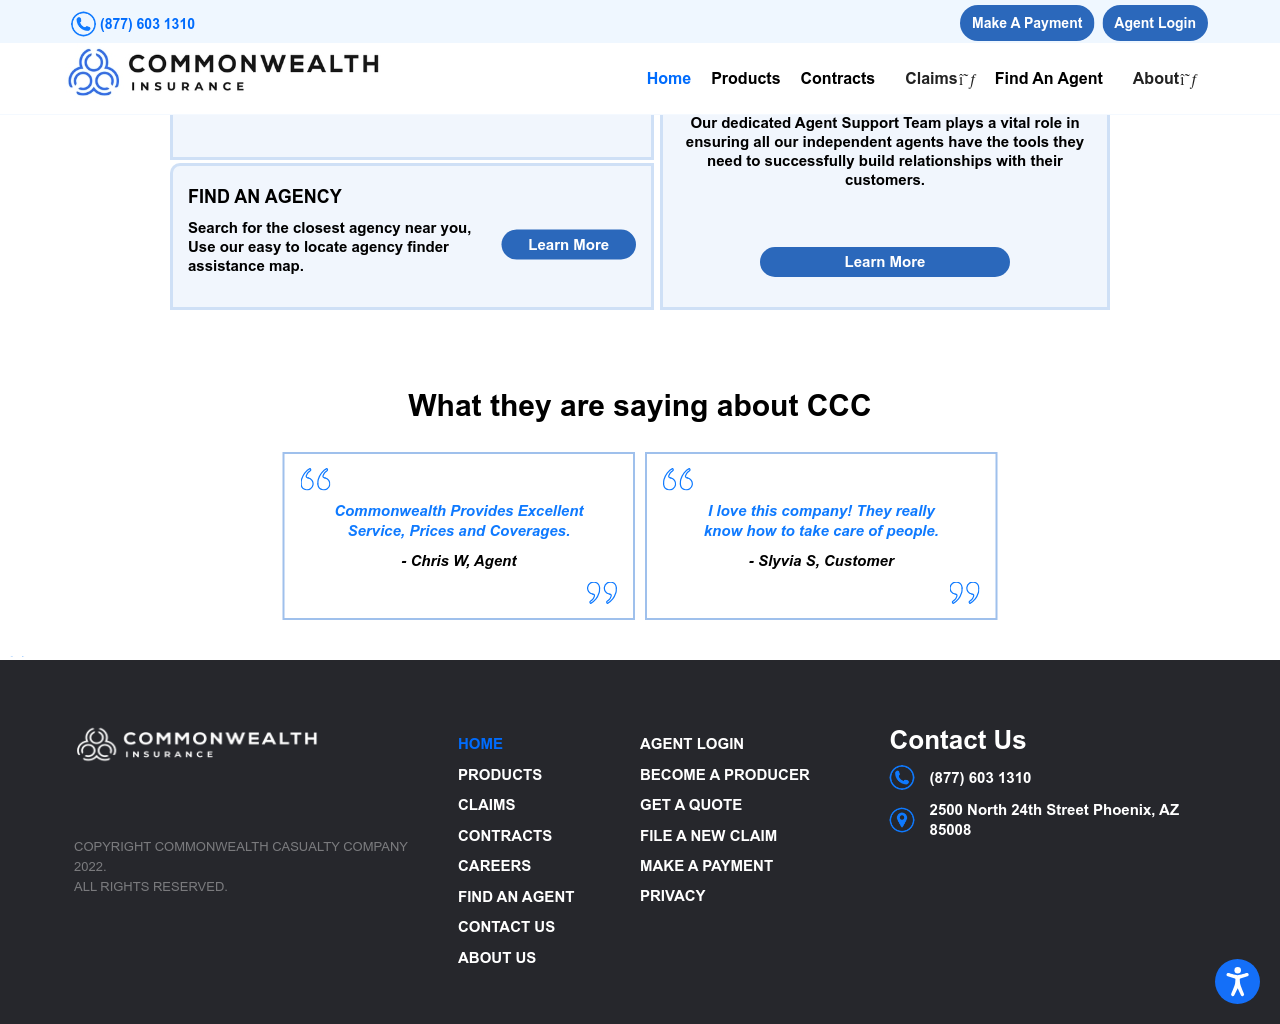 (877) 603 1310
Make A Payment
Agent Login
COMMONWEALTH
INSURANCE
Home
Products
Contracts
Claims
Find An Agent
About
Our dedicated Agent Support Team plays a vital role in
ensuring all our independent agents have the tools they
need to successfully build relationships with their
customers.
Learn More
FIND AN AGENCY
Search for the closest agency near you,
Use our easy to locate agency finder
assistance map.
Learn More
What they are saying about CCC
Commonwealth Provides Excellent
Service, Prices and Coverages.
- Chris W, Agent
I love this company! They really
know how to take care of people.
- Slyvia S, Customer
COMMONWEALTH
INSURANCE
COPYRIGHT COMMONWEALTH CASUALTY COMPANY
2022.
ALL RIGHTS RESERVED.
HOME
PRODUCTS
CLAIMS
CONTRACTS
CAREERS
FIND AN AGENT
CONTACT US
ABOUT US
AGENT LOGIN
BECOME A PRODUCER
GET A QUOTE
FILE A NEW CLAIM
MAKE A PAYMENT
PRIVACY
Contact Us
(877) 603 1310
2500 North 24th Street Phoenix, AZ
85008